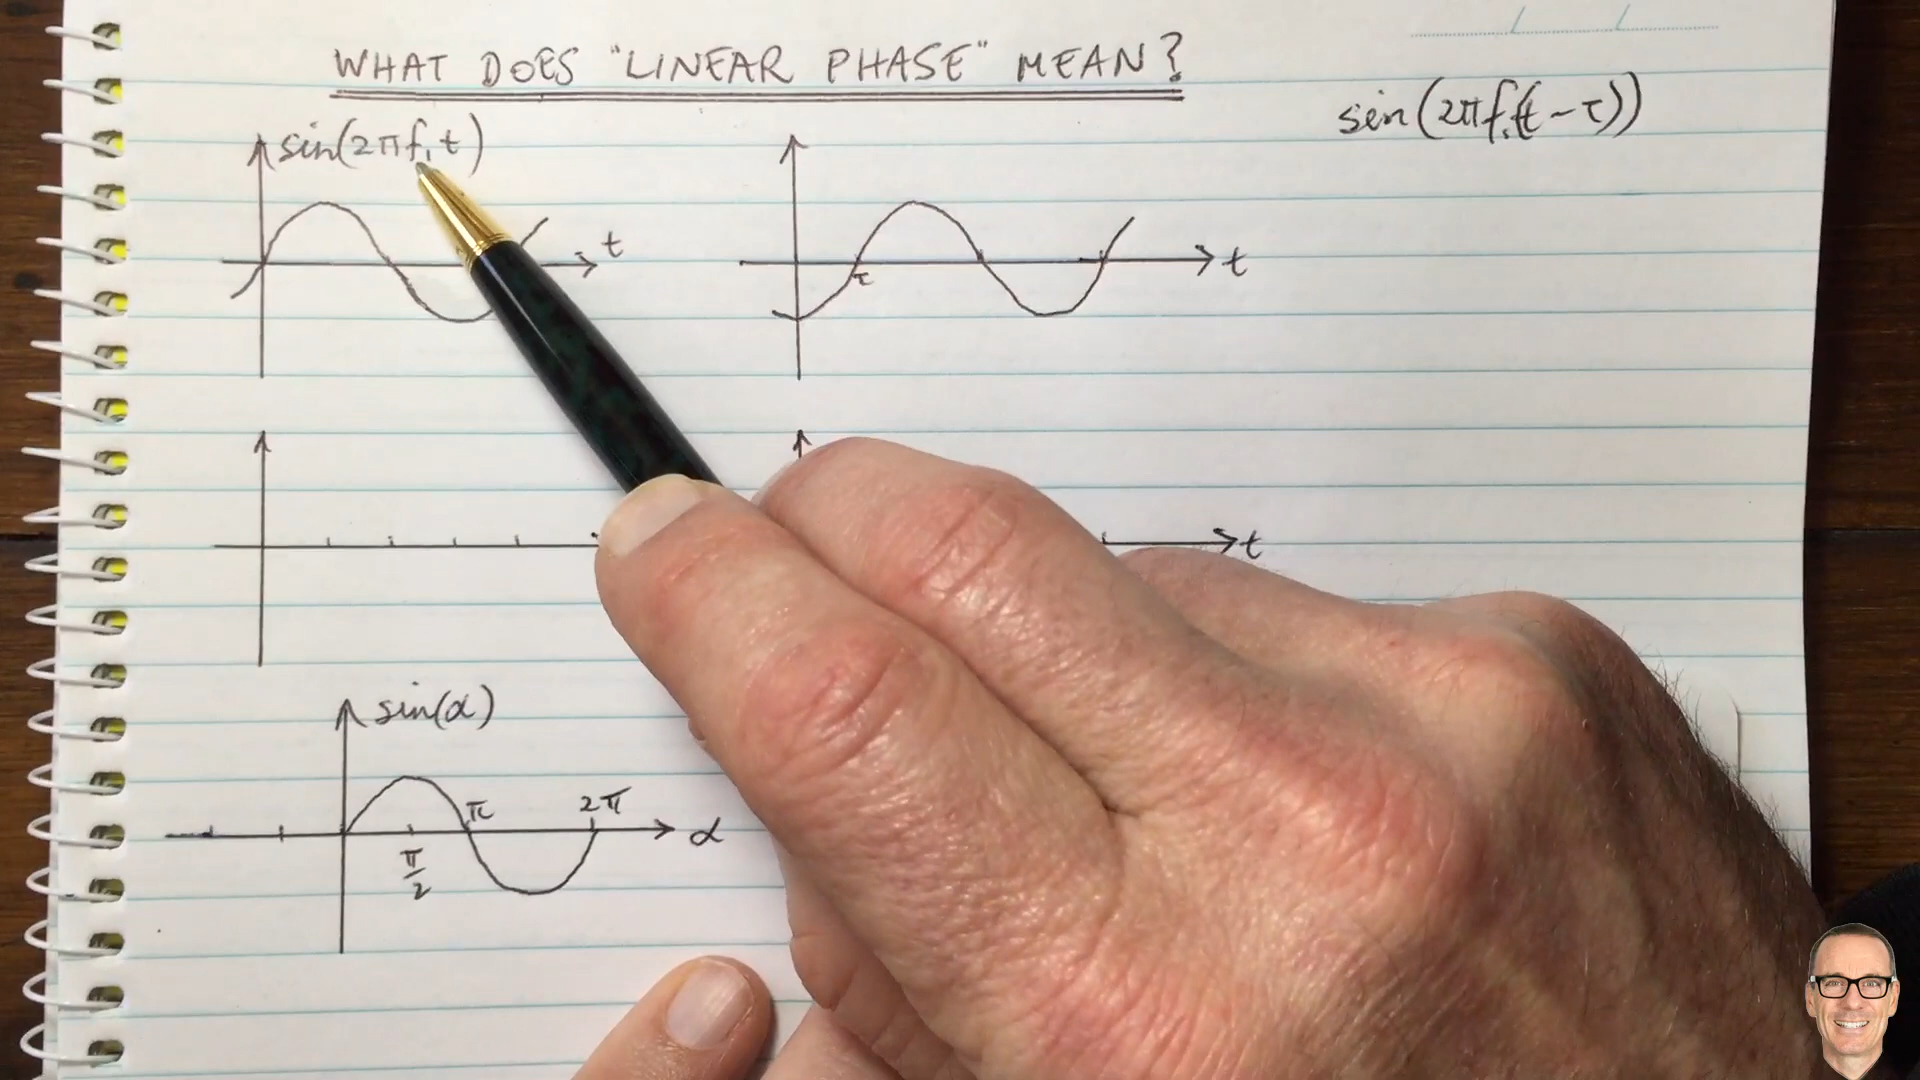 WHAT DOES "LINEAR PHASE" MEAN?
sin(2πf₁(t-τ))
sin(2πf₁t)
t
τ
t
t
sin(α)
π
2π
π/2
α